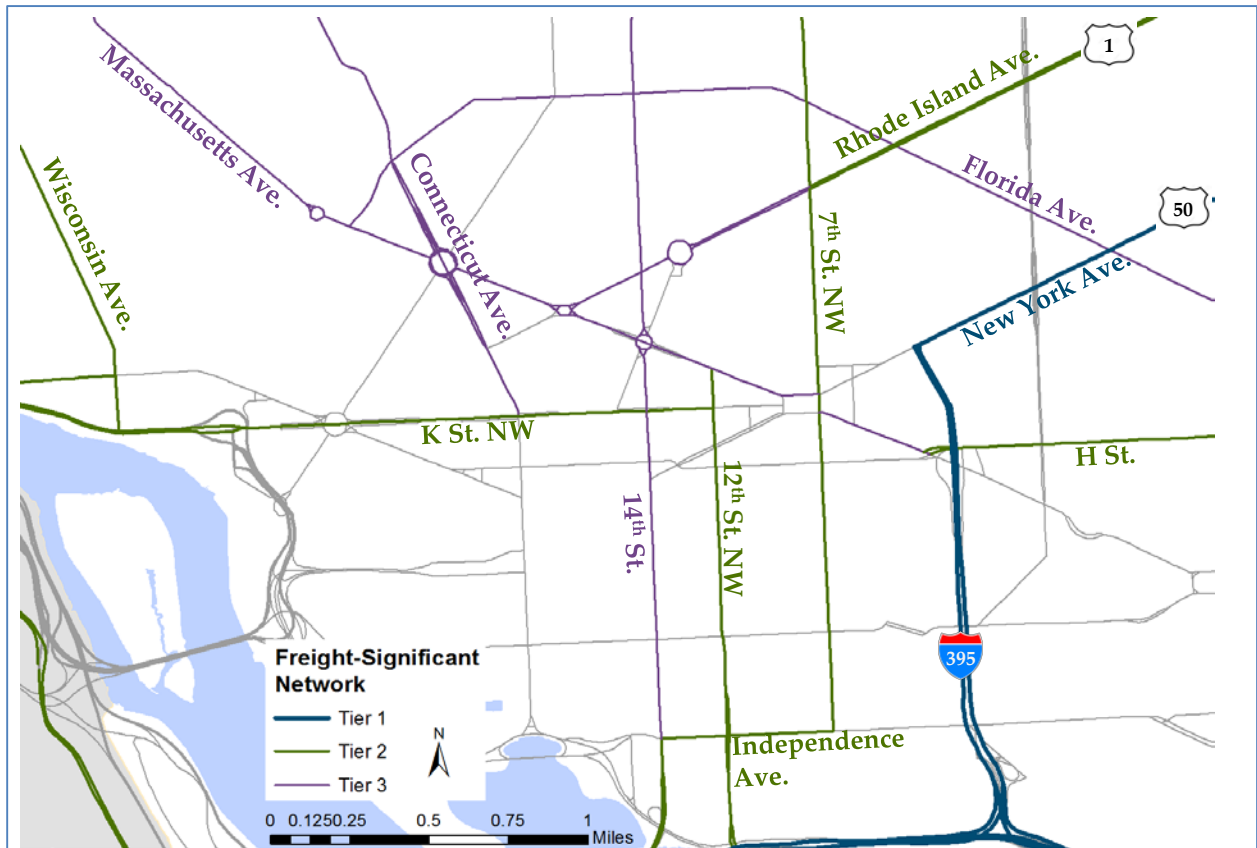 1
Massachusetts Ave.
Rhode Island Ave.
Connecticut Ave.
Florida Ave.
Wisconsin Ave.
50
7th St. NW
New York Ave.
K St. NW
H St.
14th St.
12th St. NW
395
Freight-Significant
Network
Tier 1
Tier 2
Tier 3
N
Independence
Ave.
0 0.1250.25 0.5 0.75 1
Miles